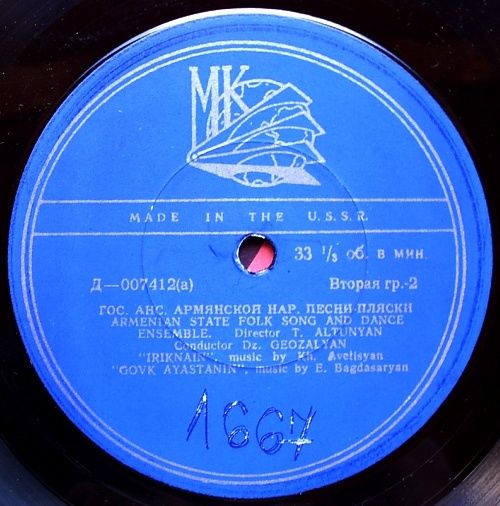 МК
MADE IN THE U.S.S.R.
33 1/3 об. в мин.
Д—007412(а) Вторая гр.-2
ГОС. АНС. АРМЯНСКОЙ НАР. ПЕСНИ-ПЛЯСКИ
ARMENIAN STATE FOLK SONG AND DANCE
ENSEMBLE. Director T. ALTUNYAN
Conductor Dz. GEOZALYAN
"IRIKNAIN", music by Kh. Avetisyan
"GOVK AYASTANIN", music by E. Bagdasaryan
1667